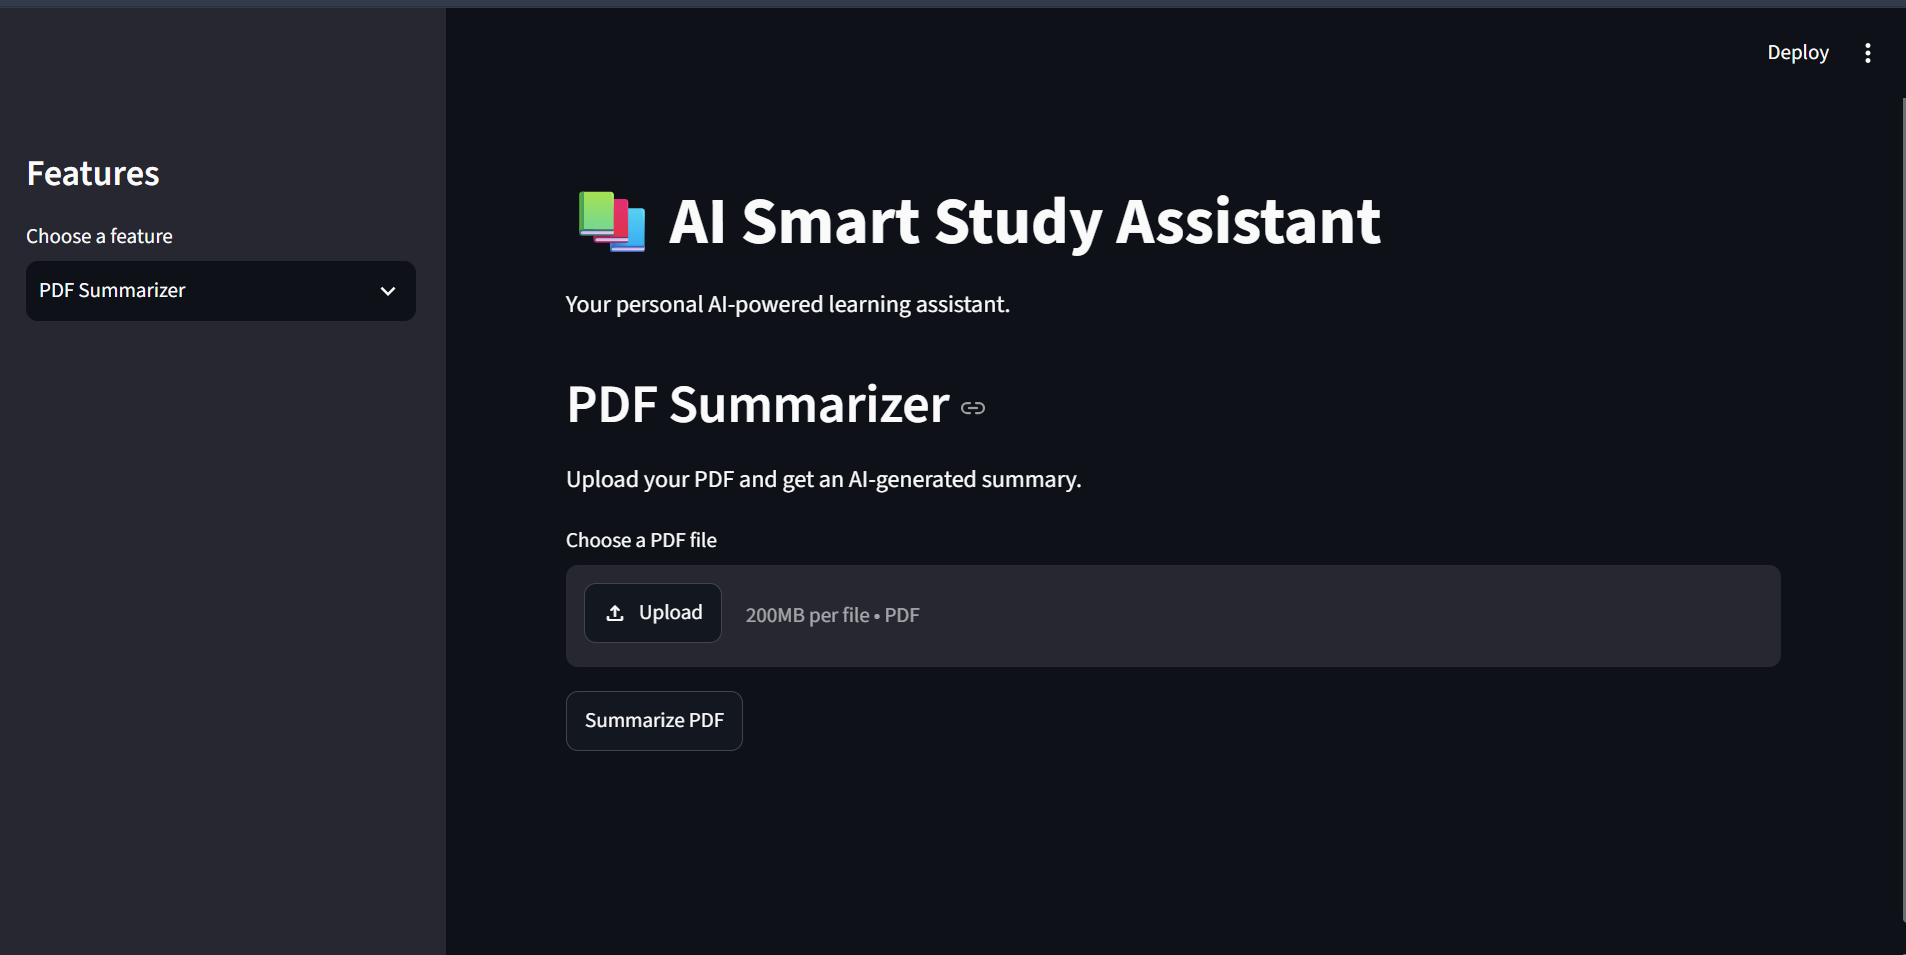 Deploy
Features
Choose a feature
PDF Summarizer
AI Smart Study Assistant
Your personal AI-powered learning assistant.
PDF Summarizer
Upload your PDF and get an AI-generated summary.
Choose a PDF file
Upload
200MB per file • PDF
Summarize PDF